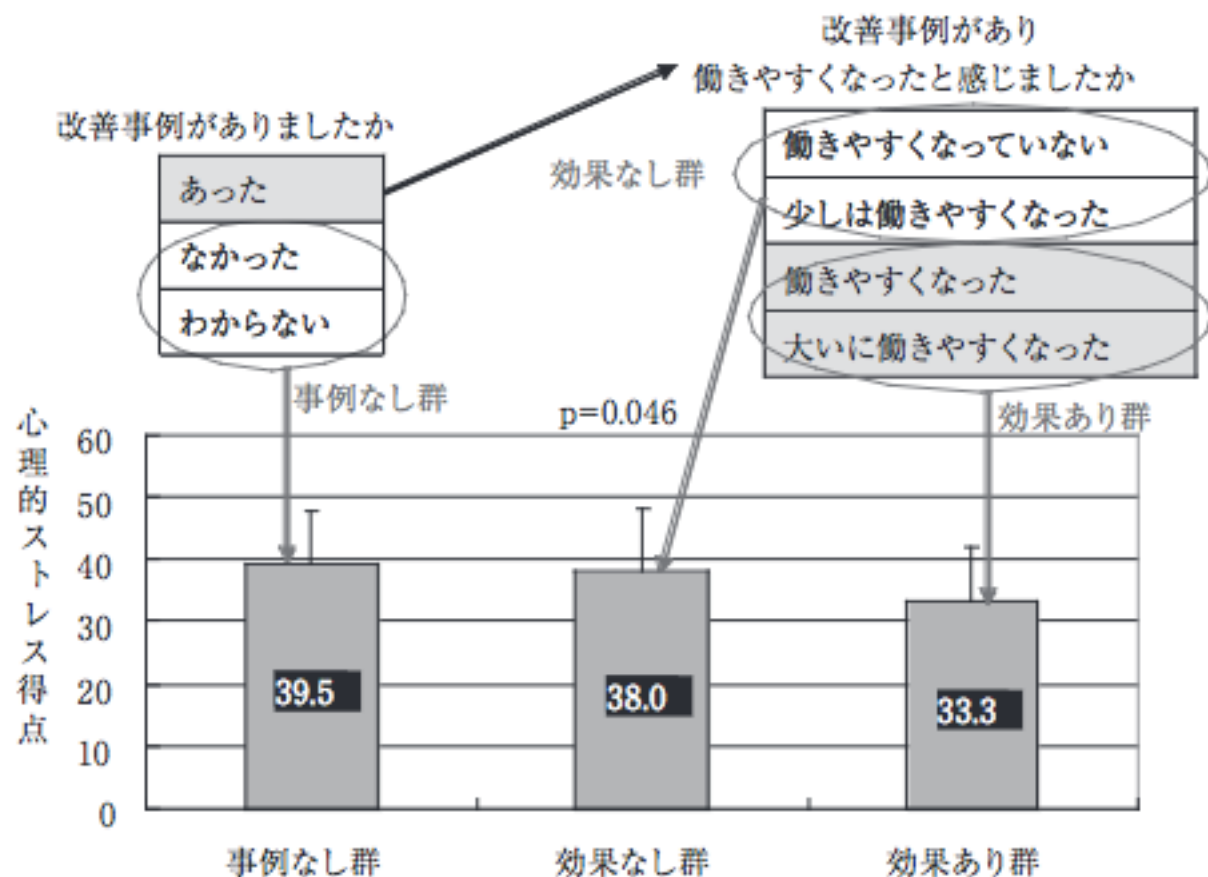 改善事例がありましたか
あった
なかった
わからない
事例なし群
改善事例があり
働きやすくなったと感じましたか
働きやすくなっていない
少しは働きやすくなった
働きやすくなった
大いに働きやすくなった
効果なし群
効果あり群
p=0.046
心理的ストレス得点
60
50
40
30
20
10
0
39.5
38.0
33.3
事例なし群
効果なし群
効果あり群